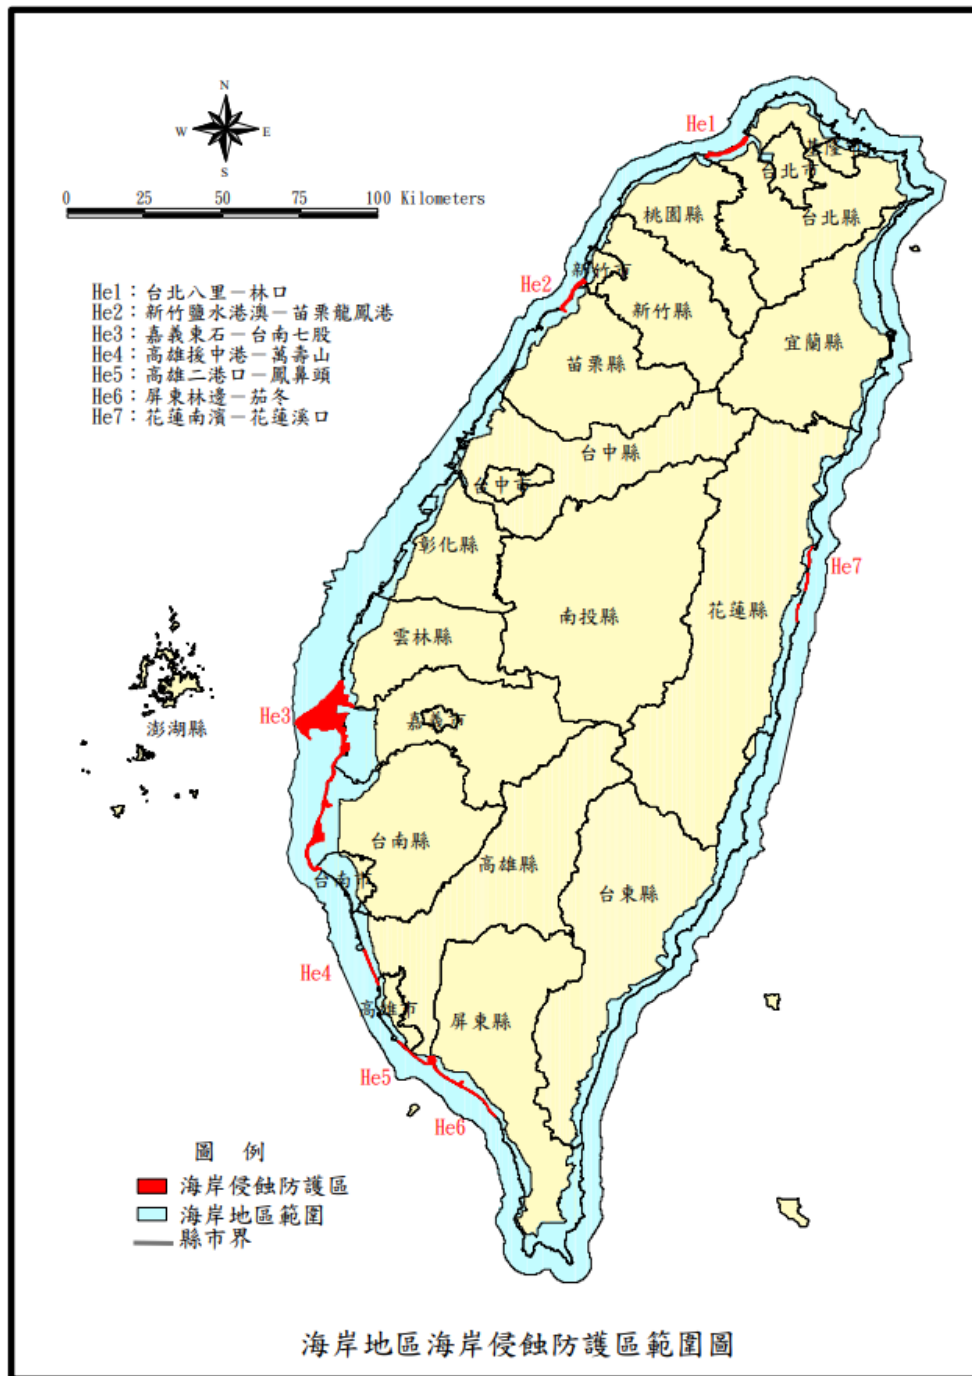 N
W E
S
0 25 50 75 100 Kilometers
He1：台北八里－林口
He2：新竹鹽水港澳－苗栗龍鳳港
He3：嘉義東石－台南七股
He4：高雄援中港－萬壽山
He5：高雄二港口－鳳鼻頭
He6：屏東林邊－茄冬
He7：花蓮南濱－花蓮溪口
He1
基隆市
台北市
桃園縣
台北縣
新竹市
He2
新竹縣
宜蘭縣
苗栗縣
台中縣
台中市
彰化縣
He7
南投縣
花蓮縣
雲林縣
He3
嘉義市
澎湖縣
台南縣
高雄縣
台南市
台東縣
He4
高雄市
屏東縣
He5
He6
圖 例
海岸侵蝕防護區
海岸地區範圍
縣市界
海岸地區海岸侵蝕防護區範圍圖